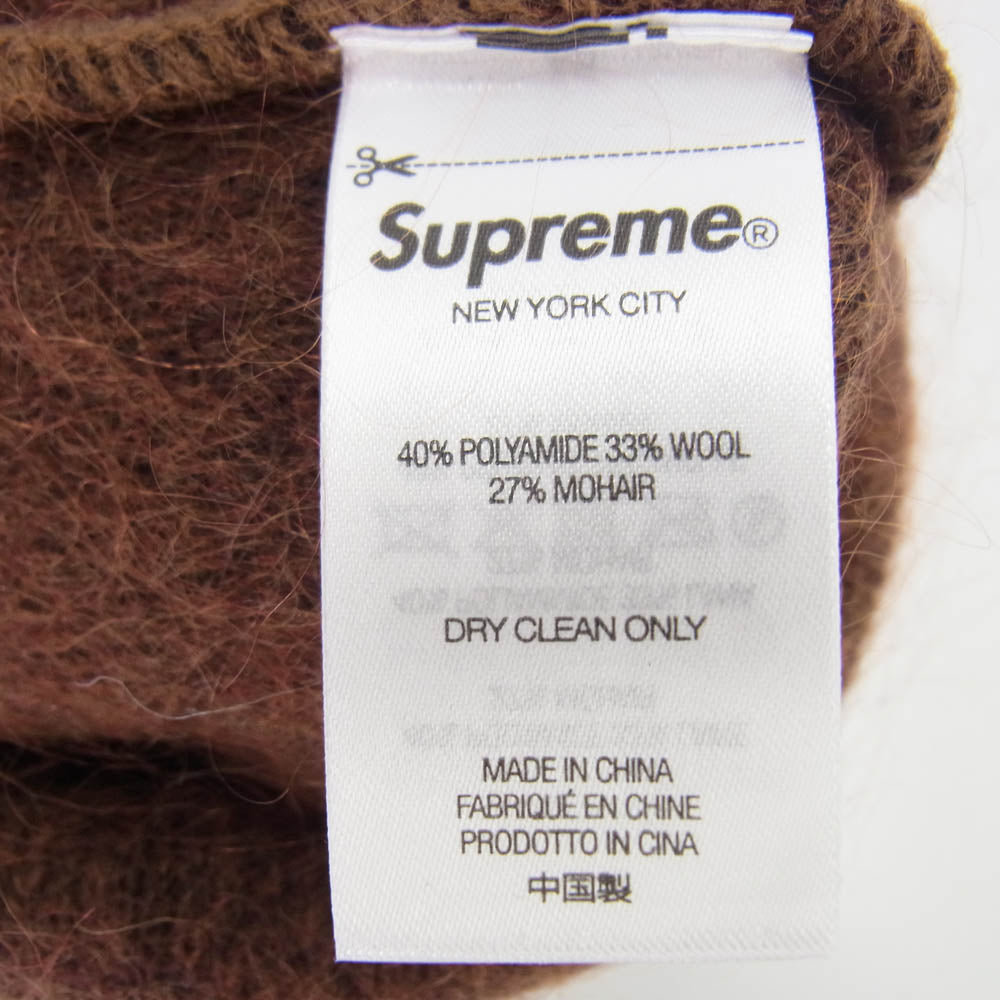 Supreme®
NEW YORK CITY
40% POLYAMIDE 33% WOOL
27% MOHAIR
DRY CLEAN ONLY
MADE IN CHINA
FABRIQUÉ EN CHINE
PRODOTTO IN CINA
中国製